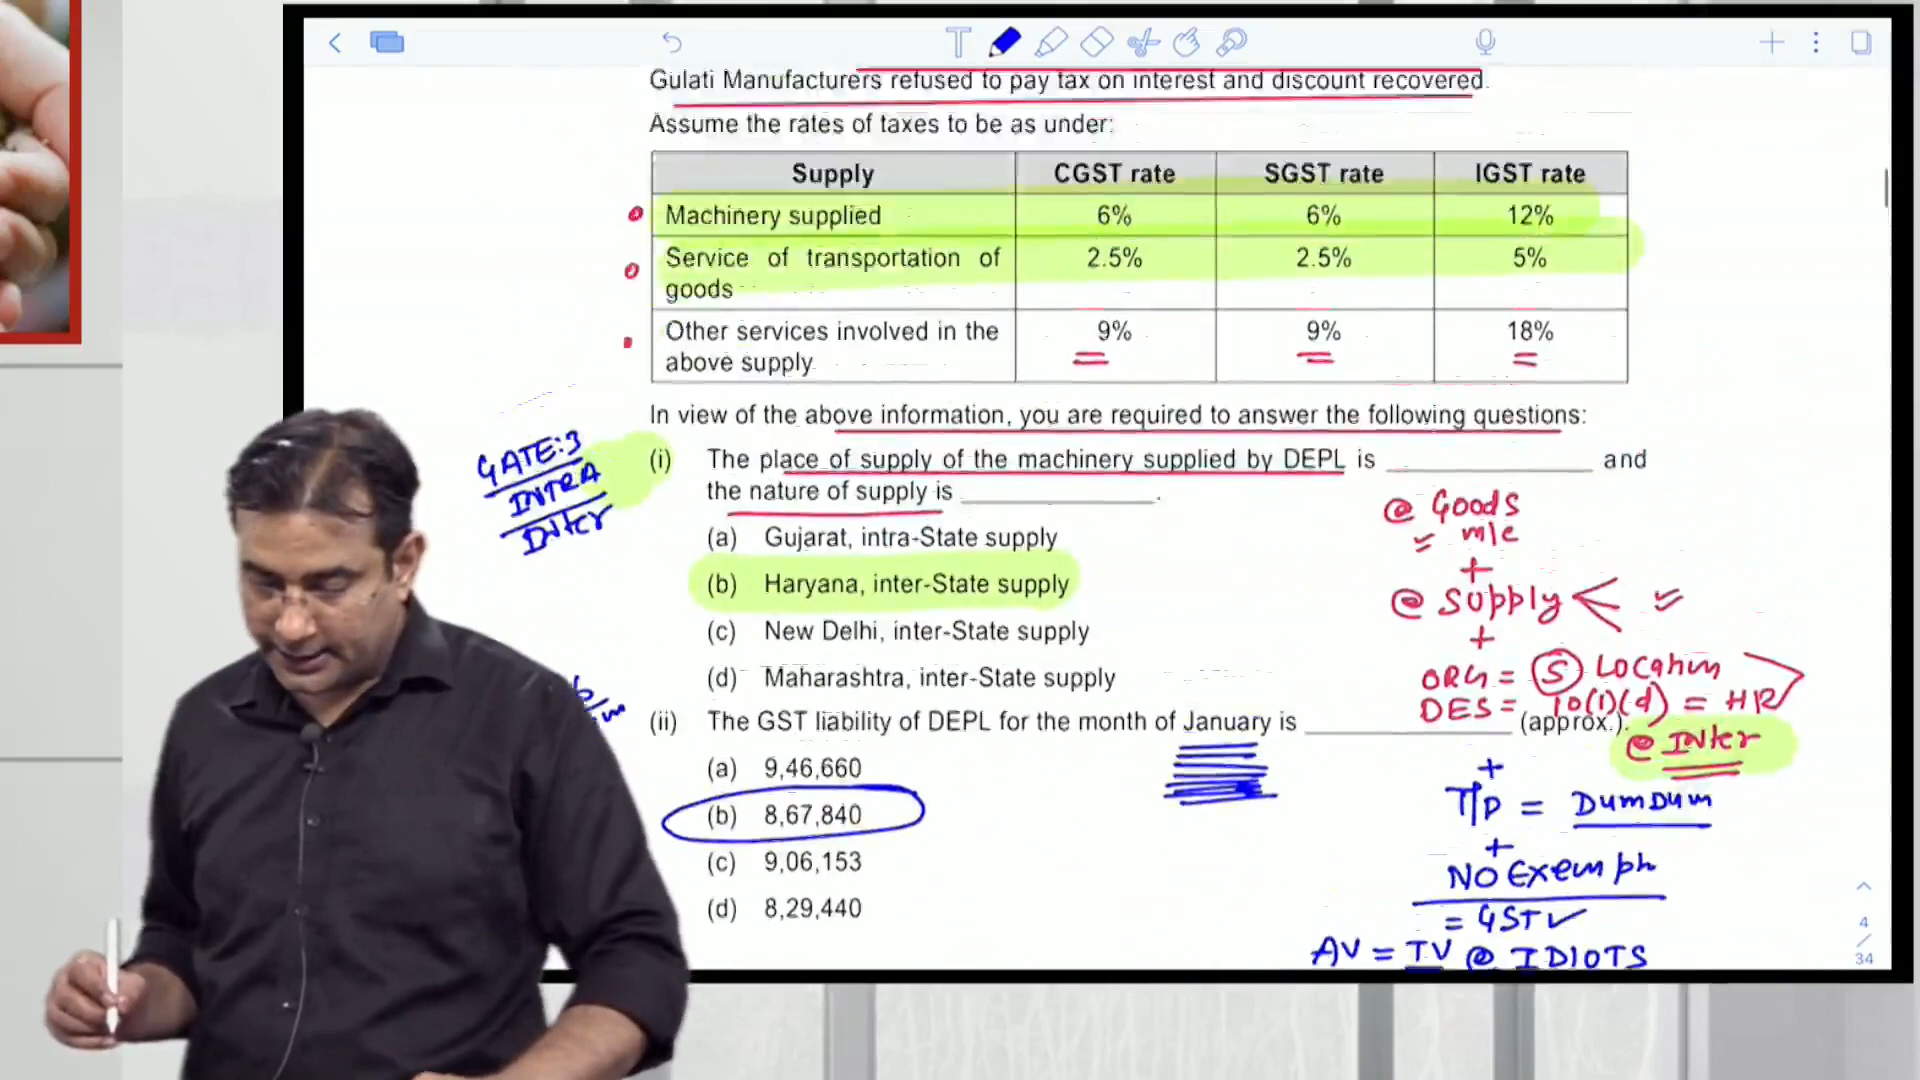 Gulati Manufacturers refused to pay tax on interest and discount recovered.
Assume the rates of taxes to be as under:
Supply CGST rate SGST rate IGST rate
Machinery supplied 6% 6% 12%
Service of transportation of goods 2.5% 2.5% 5%
Other services involved in the above supply 9% 9% 18%
In view of the above information, you are required to answer the following questions:
GATE:3
INTRA
Inter
(i) The place of supply of the machinery supplied by DEPL is ____________ and
the nature of supply is ____________.
(a) Gujarat, intra-State supply
(b) Haryana, inter-State supply
(c) New Delhi, inter-State supply
(d) Maharashtra, inter-State supply
@ Goods
m/c
+
@ Supply
+
ORG = S Location
DES = 10(1)(d) = HR
@ Inter
(ii) The GST liability of DEPL for the month of January is ____________ (approx.).
(a) 9,46,660
(b) 8,67,840
(c) 9,06,153
(d) 8,29,440
+
T/P = DUMDUM
+
NO Exemptn
= GST ✓
AV = TV @ IDIOTS
4
/
34